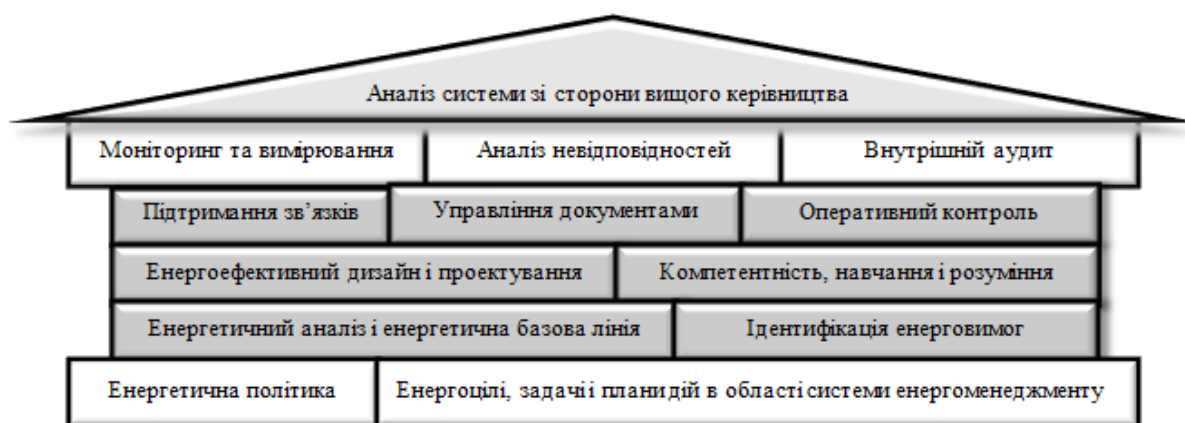 Аналіз системи зі сторони вищого керівництва
Моніторинг та вимірювання
Аналіз невідповідностей
Внутрішній аудит
Підтримання зв’язків
Управління документами
Оперативний контроль
Енергоефективний дизайн і проектування
Компетентність, навчання і розуміння
Енергетичний аналіз і енергетична базова лінія
Ідентифікація енерговимог
Енергетична політика
Енергоцілі, задачі і плани дій в області системи енергоменеджменту